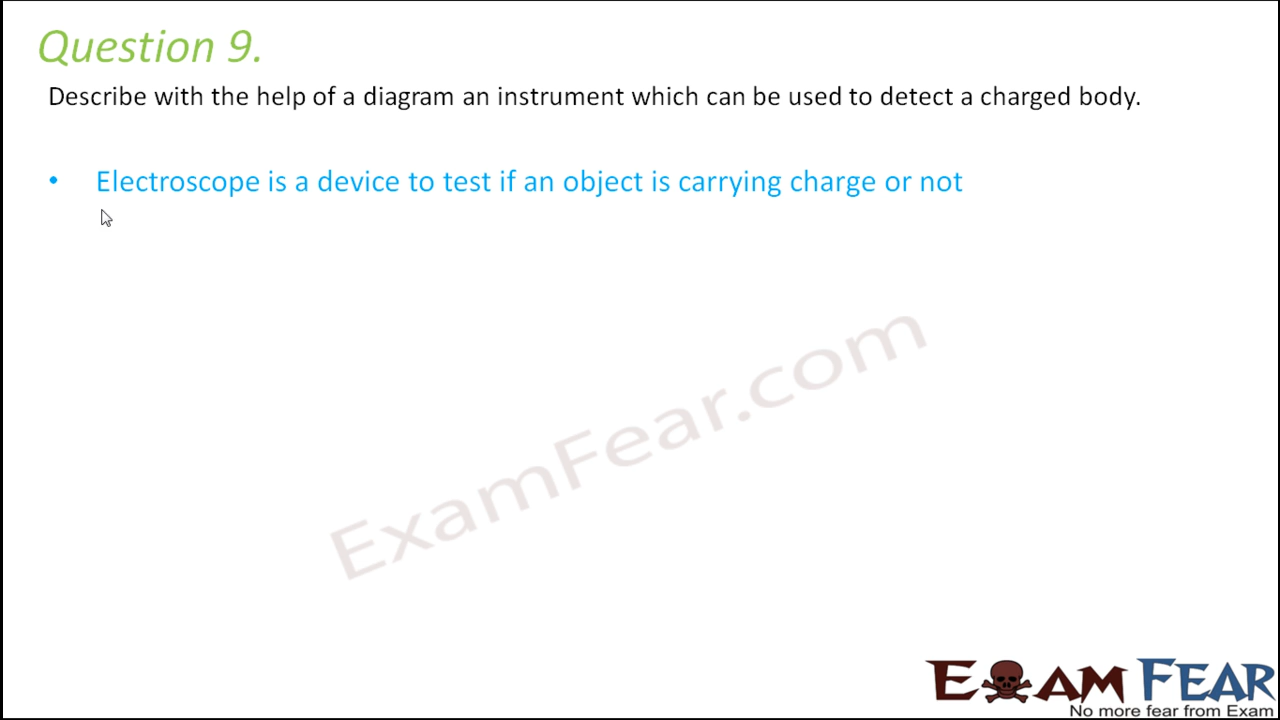 Question 9.
Describe with the help of a diagram an instrument which can be used to detect a charged body.
• Electroscope is a device to test if an object is carrying charge or not
ExamFear.com
EXAM FEAR
No more fear from Exam